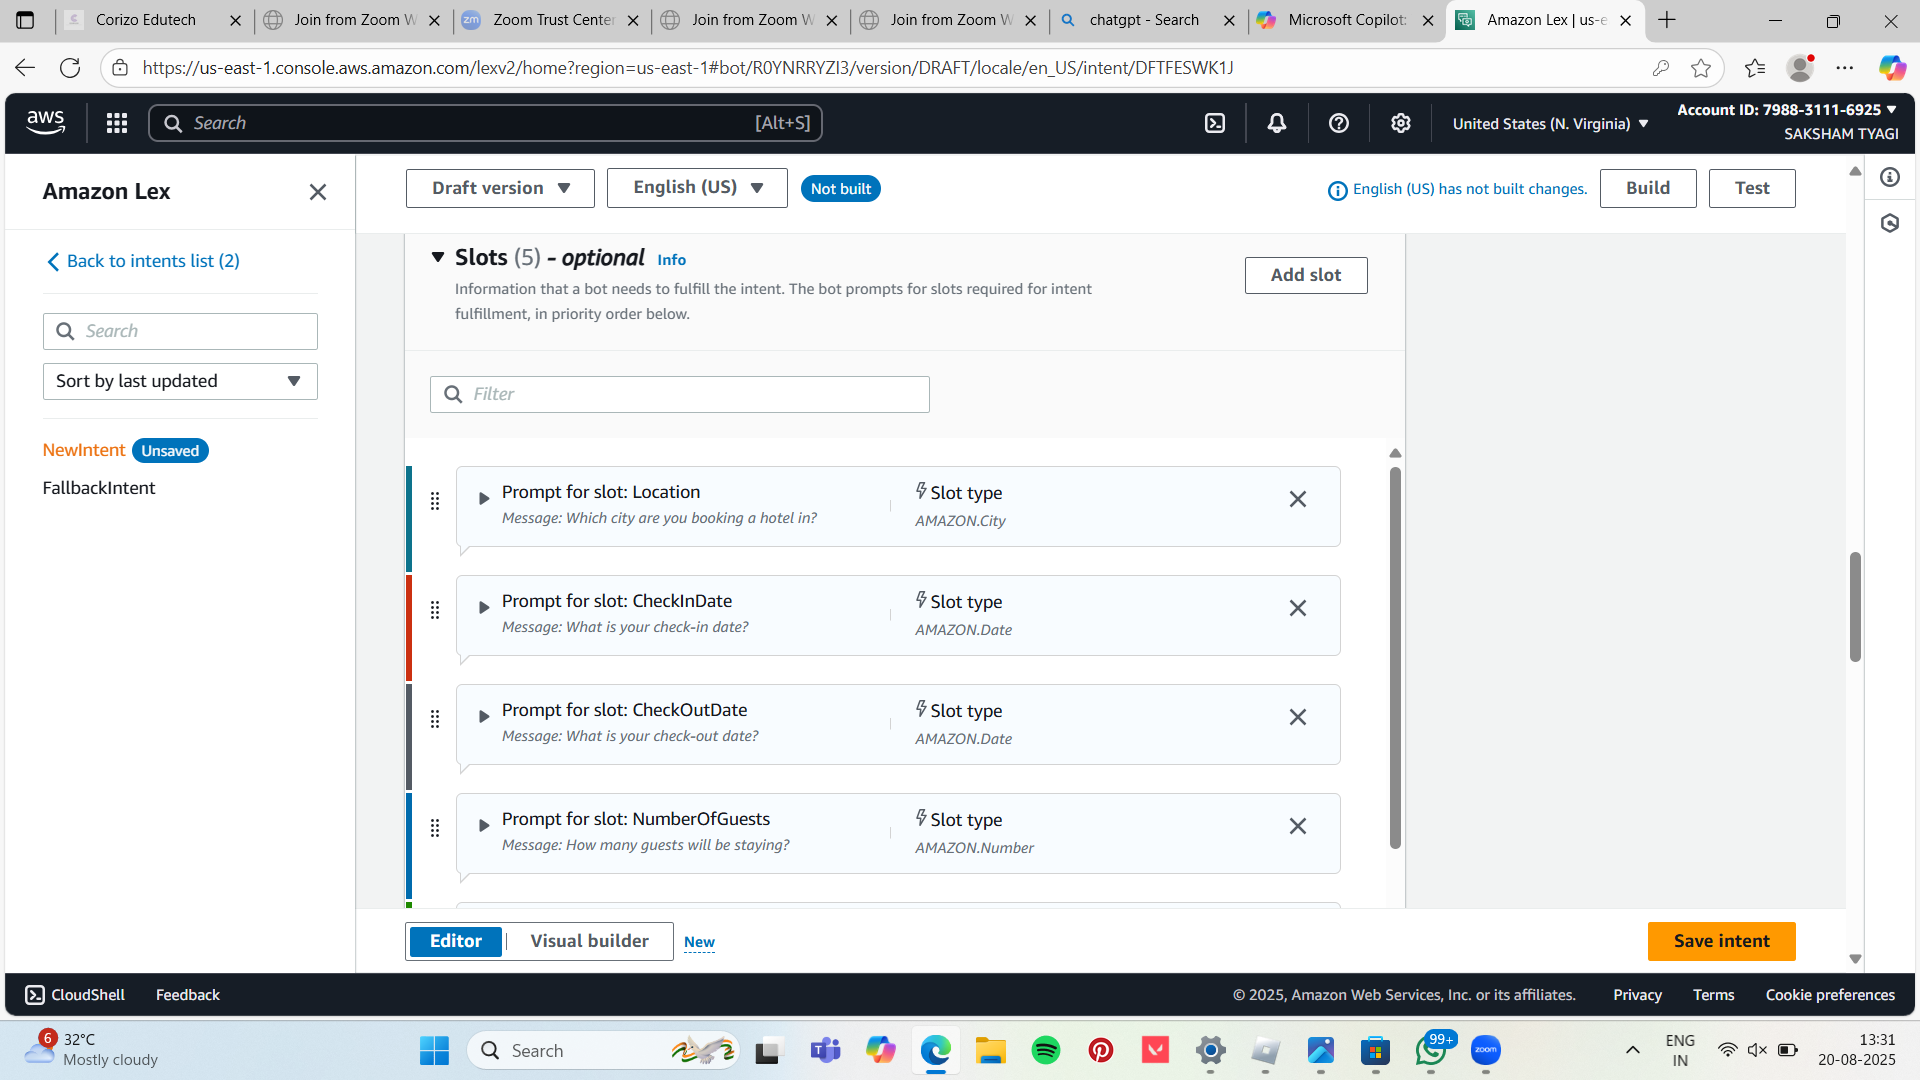 Corizo Edutech
Join from Zoom W
Zoom Trust Center
Join from Zoom W
Join from Zoom W
chatgpt - Search
Microsoft Copilot:
Amazon Lex | us-e
https://us-east-1.console.aws.amazon.com/lexv2/home?region=us-east-1#bot/R0YNRRYZI3/version/DRAFT/locale/en_US/intent/DFTFESWK1J
aws
Search
[Alt+S]
United States (N. Virginia)
Account ID: 7988-3111-6925
SAKSHAM TYAGI
Amazon Lex
Back to intents list (2)
Search
Sort by last updated
NewIntent Unsaved
FallbackIntent
Draft version
English (US)
Not built
English (US) has not built changes.
Build
Test
Slots (5) - optional Info
Information that a bot needs to fulfill the intent. The bot prompts for slots required for intent
fulfillment, in priority order below.
Add slot
Filter
Prompt for slot: Location
Message: Which city are you booking a hotel in?
Slot type
AMAZON.City
Prompt for slot: CheckInDate
Message: What is your check-in date?
Slot type
AMAZON.Date
Prompt for slot: CheckOutDate
Message: What is your check-out date?
Slot type
AMAZON.Date
Prompt for slot: NumberOfGuests
Message: How many guests will be staying?
Slot type
AMAZON.Number
Editor
Visual builder
New
Save intent
CloudShell
Feedback
© 2025, Amazon Web Services, Inc. or its affiliates.
Privacy
Terms
Cookie preferences
6
32°C
Mostly cloudy
Search
99+
zoom
ENG
IN
13:31
20-08-2025